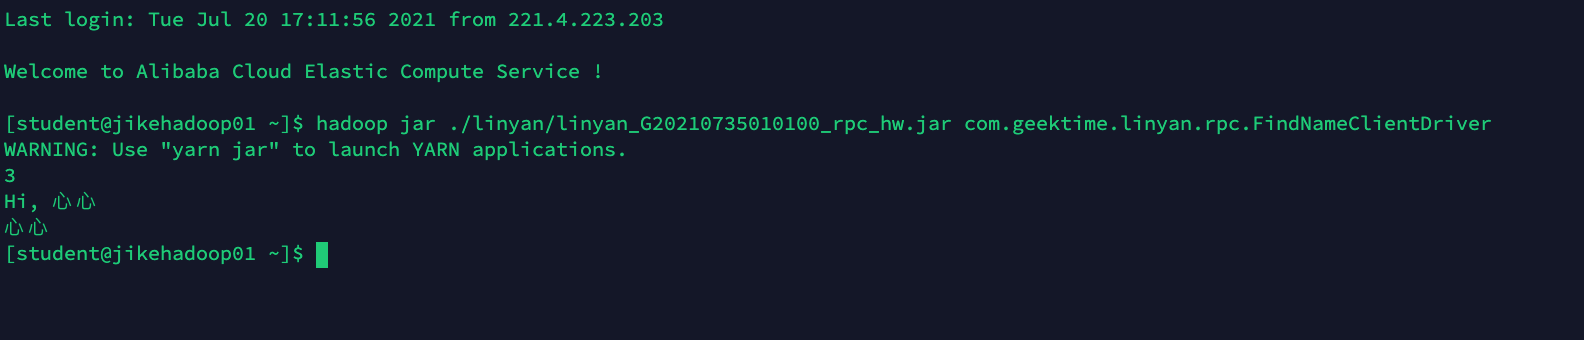 Last login: Tue Jul 20 17:11:56 2021 from 221.4.223.203
Welcome to Alibaba Cloud Elastic Compute Service !
[student@jikehadoop01 ~]$ hadoop jar ./linyan/linyan_G20210735010100_rpc_hw.jar com.geektime.linyan.rpc.FindNameClientDriver
WARNING: Use "yarn jar" to launch YARN applications.
3
Hi, 心心
心心
[student@jikehadoop01 ~]$